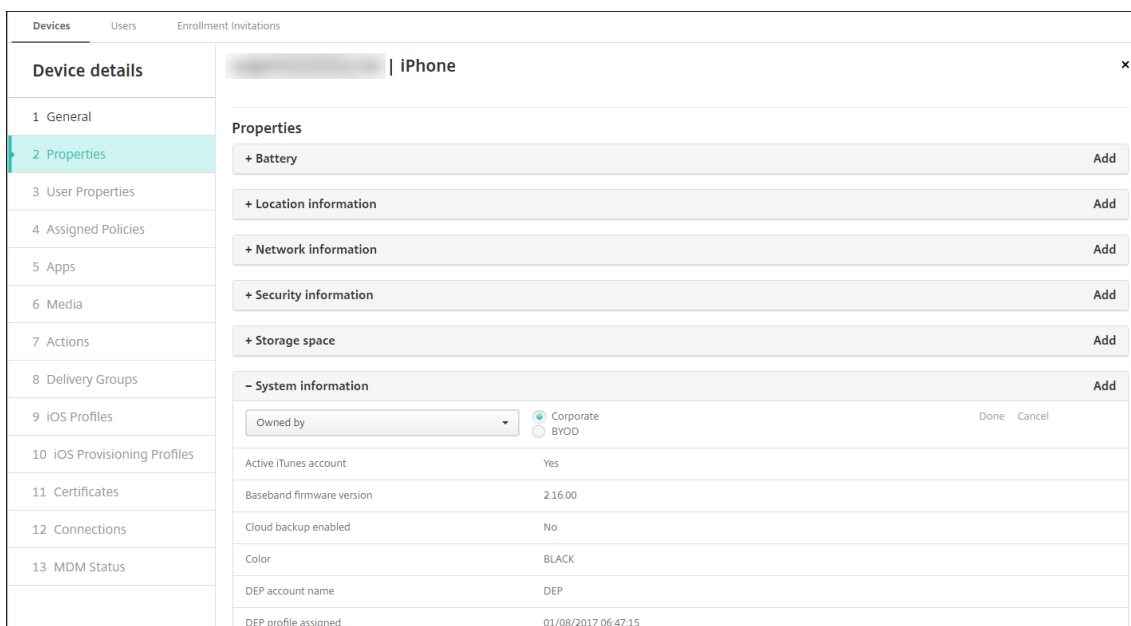 Devices Users Enrollment Invitations
Device details
1 General
2 Properties
3 User Properties
4 Assigned Policies
5 Apps
6 Media
7 Actions
8 Delivery Groups
9 iOS Profiles
10 iOS Provisioning Profiles
11 Certificates
12 Connections
13 MDM Status
| iPhone ×
Properties
+ Battery Add
+ Location information Add
+ Network information Add
+ Security information Add
+ Storage space Add
− System information Add
Owned by Corporate Done Cancel
BYOD
Active iTunes account Yes
Baseband firmware version 2.16.00
Cloud backup enabled No
Color BLACK
DEP account name DEP
DEP profile assigned 01/08/2017 06:47:15